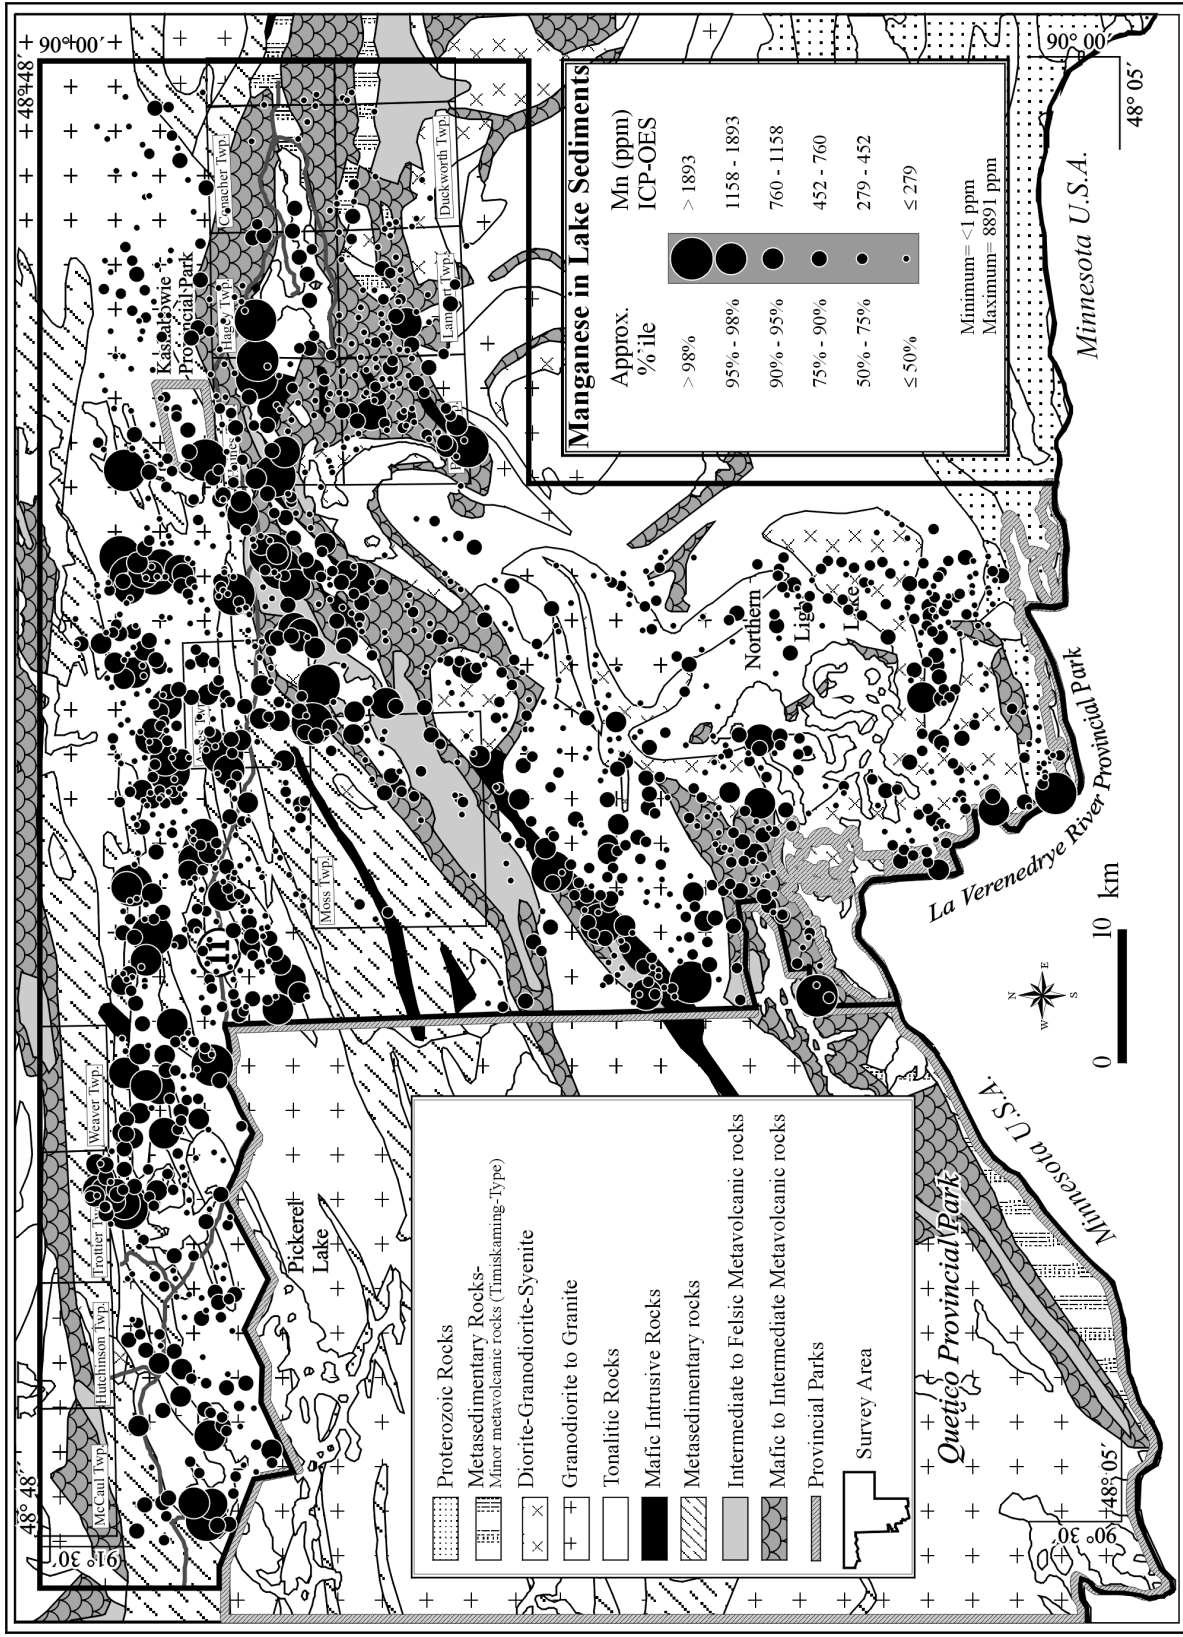 48° 48´
91° 30´
48° 48´
90° 00´
McCaul Twp.
Hutchinson Twp.
Trottier Tw
Weaver Twp.
Moss Twp.
Hagey Twp.
Conacher Twp.
Lambert Twp.
Duckworth Twp.
Kashabowie
Provincial Park
11
Pickerel
Lake
Northern
Light
Lake
Quetico Provincial Park
La Verenedrye River Provincial Park
Minnesota U.S.A.
Minnesota U.S.A.
48° 05´
90° 30´
90° 00´
48° 05´
Proterozoic Rocks
Metasedimentary Rocks-
Minor metavolcanic rocks (Timiskaming-Type)
Diorite-Granodiorite-Syenite
Granodiorite to Granite
Tonalitic Rocks
Mafic Intrusive Rocks
Metasedimentary rocks
Intermediate to Felsic Metavolcanic rocks
Mafic to Intermediate Metavolcanic rocks
Provincial Parks
Survey Area
N
W
E
S
0
10
km
Manganese in Lake Sediments
Approx. Mn (ppm)
%'ile ICP-OES
> 98% > 1893
95% - 98% 1158 - 1893
90% - 95% 760 - 1158
75% - 90% 452 - 760
50% - 75% 279 - 452
≤ 50% ≤ 279
Minimum= <1 ppm
Maximum= 8891 ppm